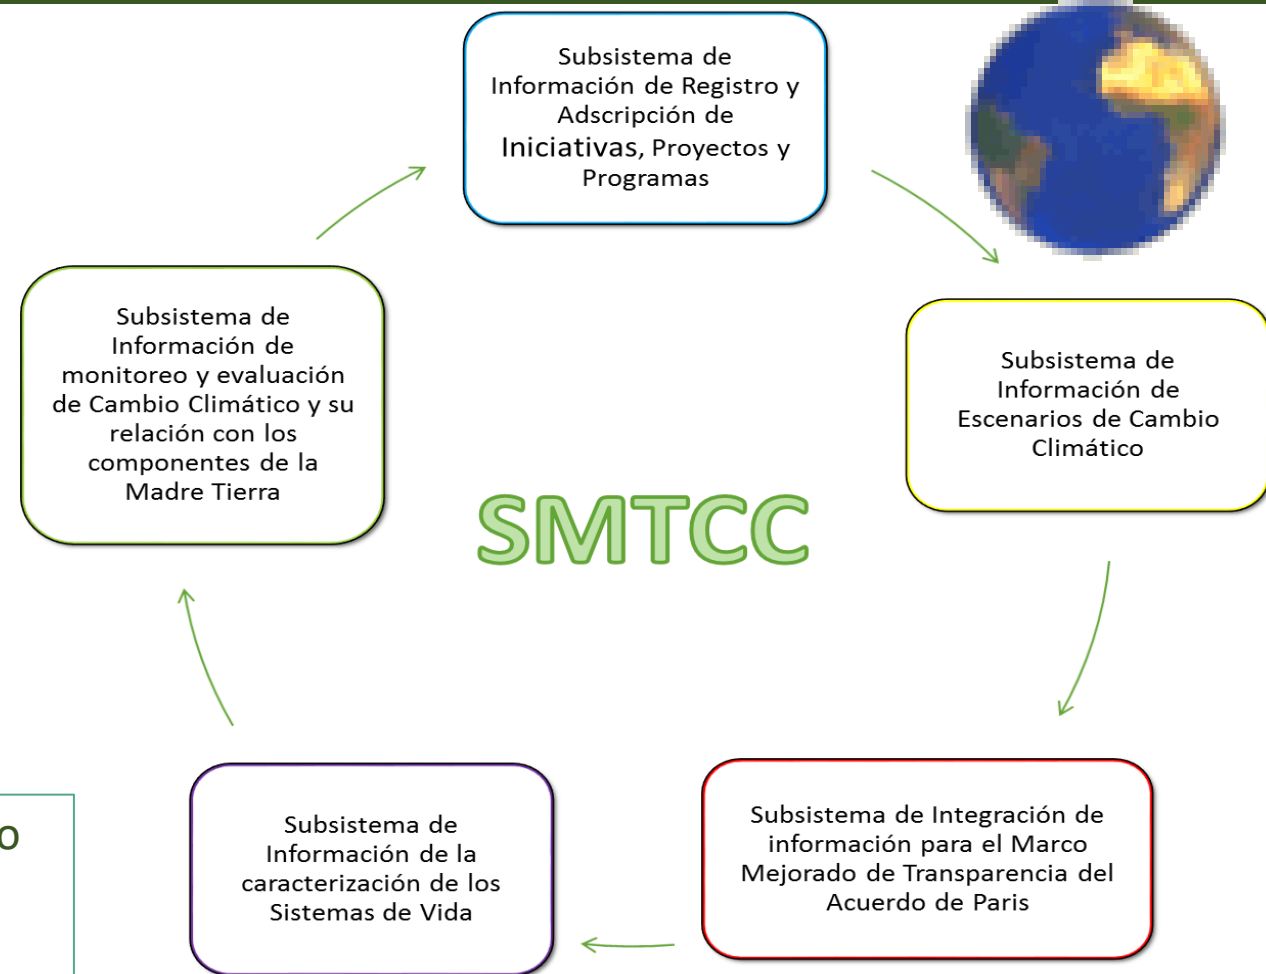 Subsistema de
Información de Registro y
Adscripción de
Iniciativas, Proyectos y
Programas
Subsistema de
Información de
Escenarios de Cambio
Climático
Subsistema de Integración de
información para el Marco
Mejorado de Transparencia del
Acuerdo de Paris
Subsistema de
Información de la
caracterización de los
Sistemas de Vida
Subsistema de
Información de
monitoreo y evaluación
de Cambio Climático y su
relación con los
componentes de la
Madre Tierra
SMTCC